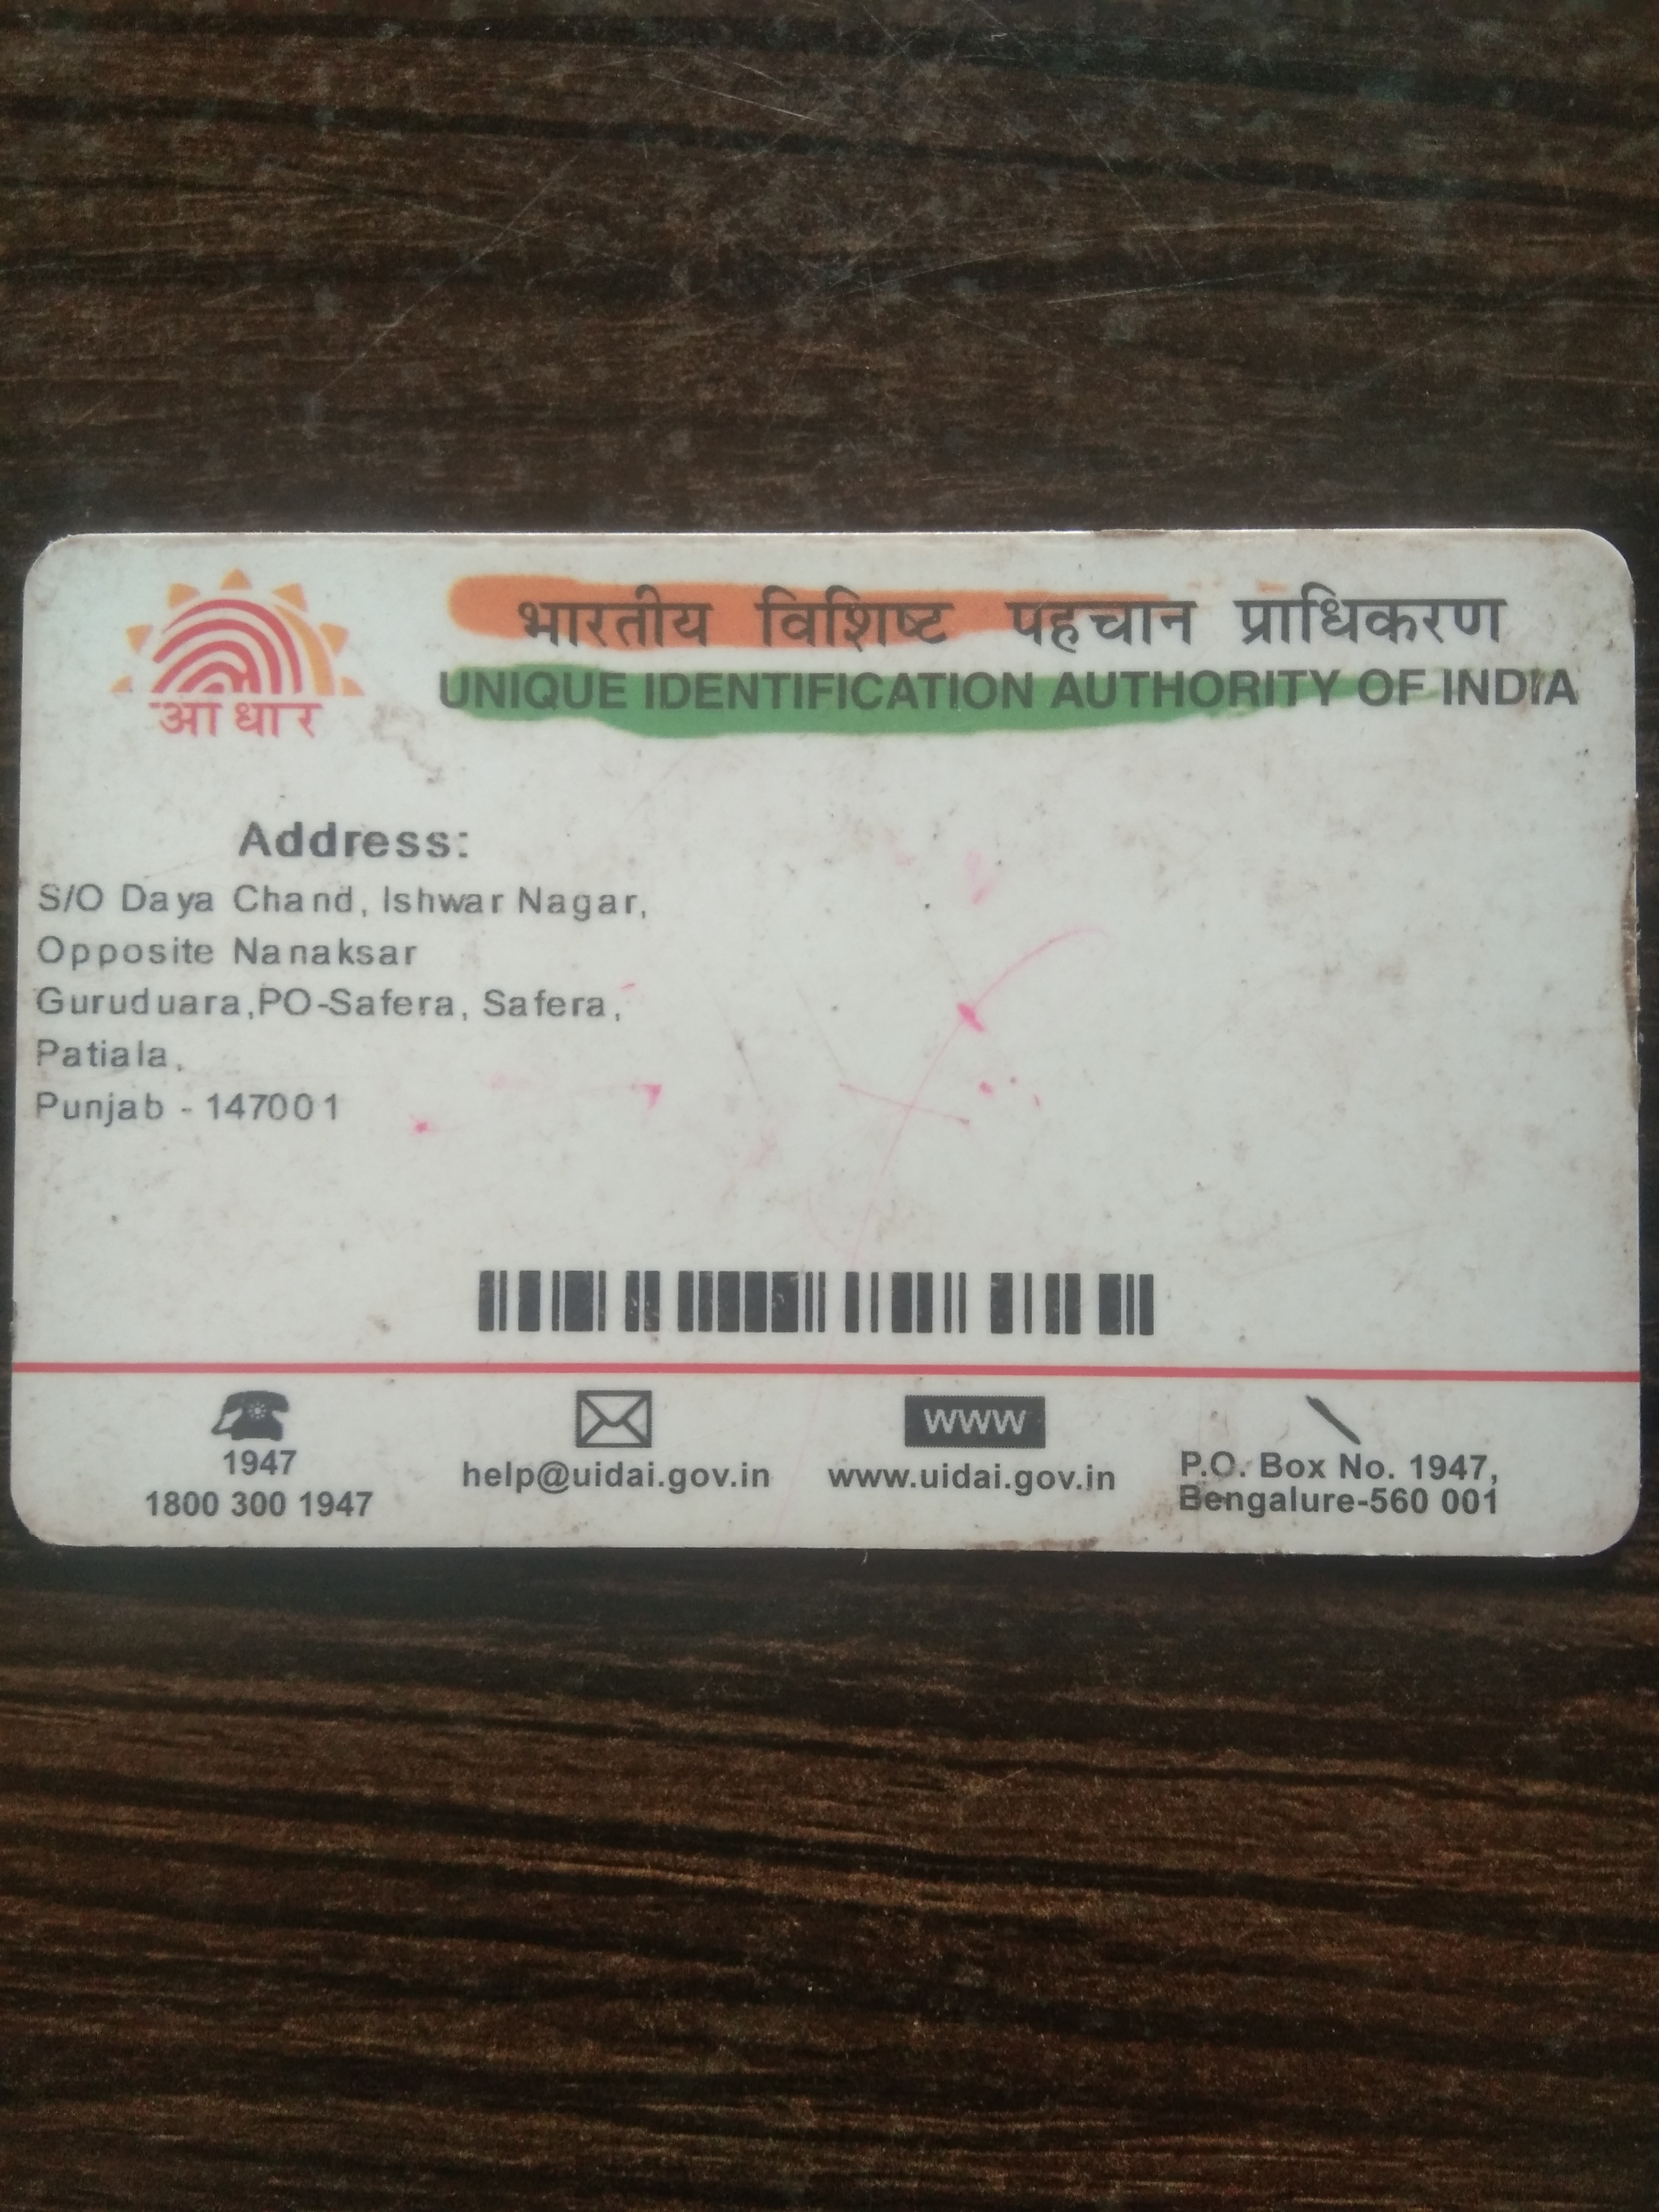 आधार
भारतीय विशिष्ट पहचान प्राधिकरण
UNIQUE IDENTIFICATION AUTHORITY OF INDIA
Address:
S/O Daya Chand, Ishwar Nagar,
Opposite Nanaksar
Guruduara,PO-Safera, Safera,
Patiala,
Punjab - 147001
1947
1800 300 1947
help@uidai.gov.in
WWW
www.uidai.gov.in
P.O. Box No. 1947,
Bengalure-560 001